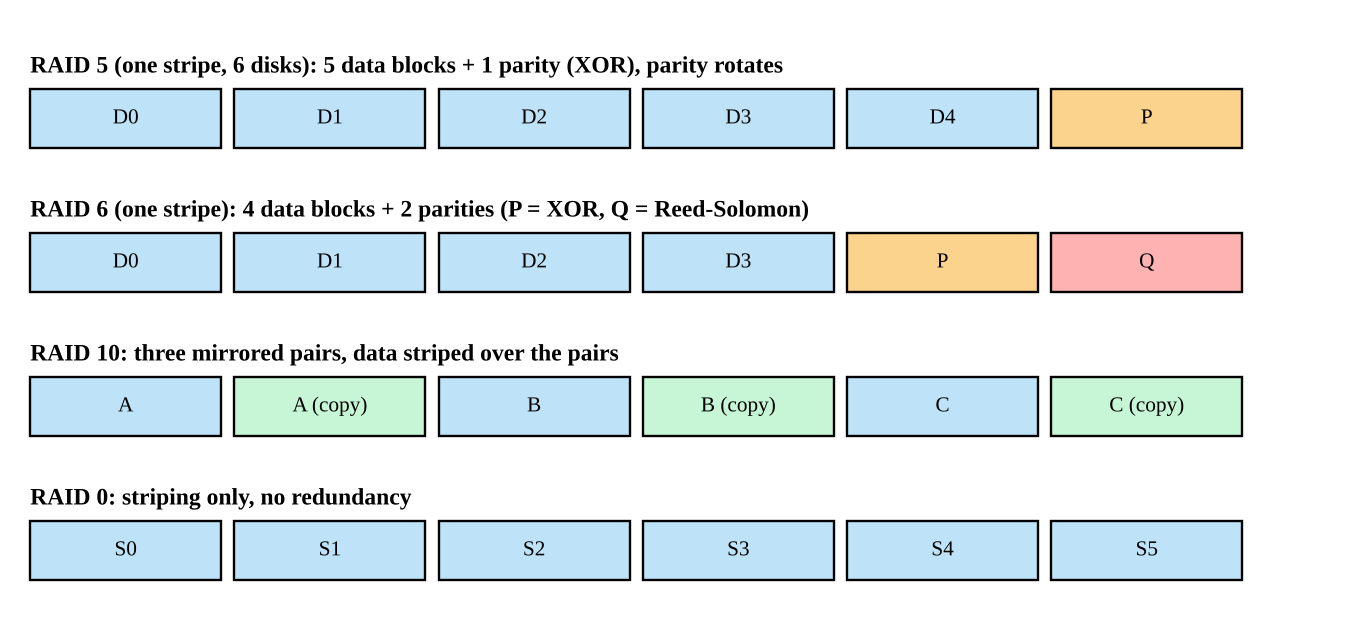 RAID 5 (one stripe, 6 disks): 5 data blocks + 1 parity (XOR), parity rotates
D0 D1 D2 D3 D4 P
RAID 6 (one stripe): 4 data blocks + 2 parities (P = XOR, Q = Reed-Solomon)
D0 D1 D2 D3 P Q
RAID 10: three mirrored pairs, data striped over the pairs
A A (copy) B B (copy) C C (copy)
RAID 0: striping only, no redundancy
S0 S1 S2 S3 S4 S5